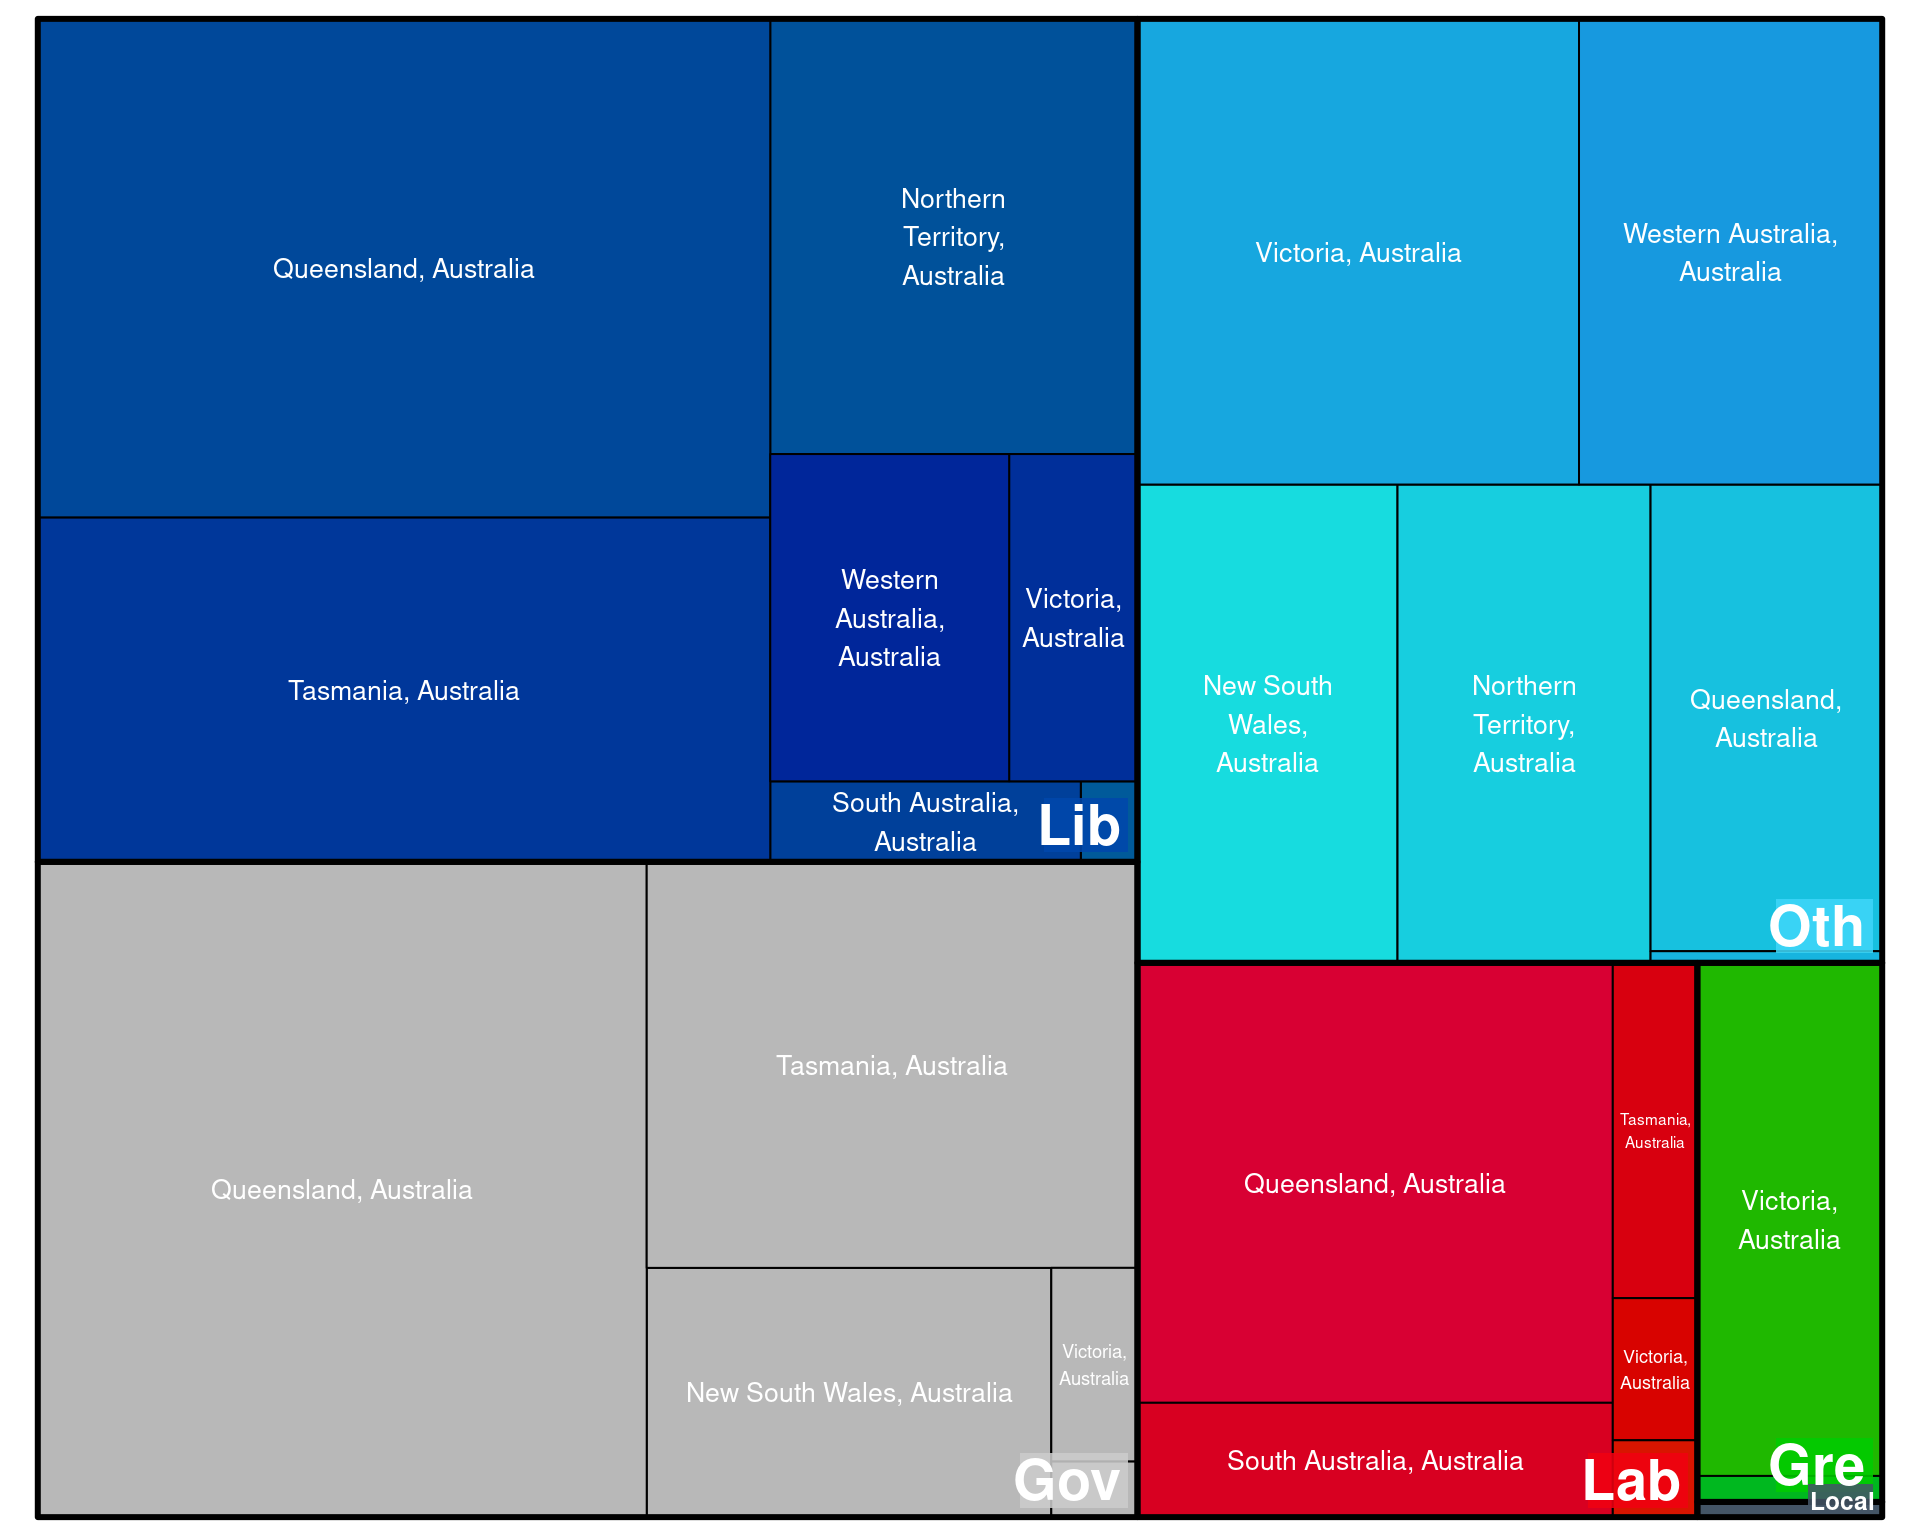 Queensland, Australia
Northern
Territory,
Australia
Tasmania, Australia
Western
Australia,
Australia
Victoria,
Australia
South Australia,
Australia
Lib
Victoria, Australia
Western Australia,
Australia
New South
Wales,
Australia
Northern
Territory,
Australia
Queensland,
Australia
Oth
Queensland, Australia
Tasmania, Australia
New South Wales, Australia
Victoria,
Australia
Gov
Queensland, Australia
Tasmania,
Australia
Victoria,
Australia
South Australia, Australia
Lab
Victoria,
Australia
Gre
Local